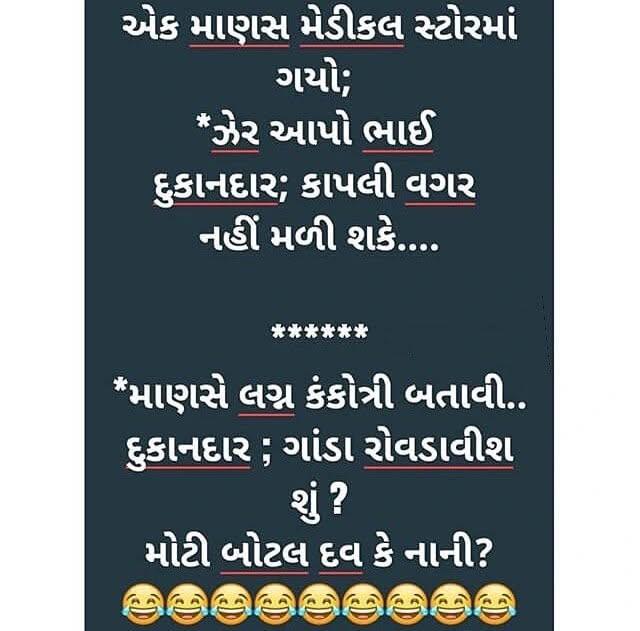 એક માણસ મેડીકલ સ્ટોરમાં
ગયો;
*ઝેર આપો ભાઈ
દુકાનદાર; કાપલી વગર
નહીં મળી શકે....
******
*માણસે લગ્ન કંકોત્રી બતાવી..
દુકાનદાર ; ગાંડા રોવડાવીશ
શું ?
મોટી બોટલ દવ કે નાની?
😂😂😂😂😂😂😂😂😂